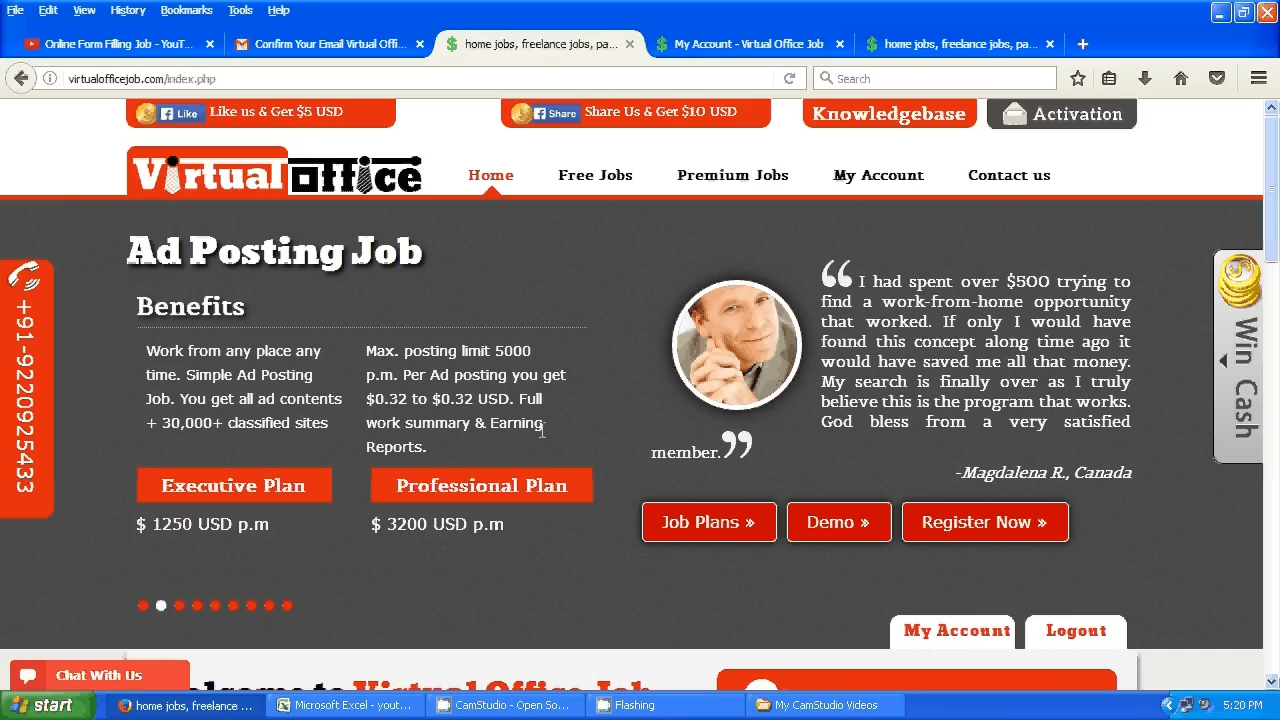 File Edit View History Bookmarks Tools Help
Online Form Filling Job - YouT...
Confirm Your Email Virtual Offi...
home jobs, freelance jobs, pa...
My Account - Virtual Office Job
home jobs, freelance jobs, pa...
virtualofficejob.com/index.php
Search
Like
Like us & Get $5 USD
Share
Share Us & Get $10 USD
Knowledgebase
Activation
Virtual office
Home
Free Jobs
Premium Jobs
My Account
Contact us
Ad Posting Job
Benefits
Work from any place any
time. Simple Ad Posting
Job. You get all ad contents
+ 30,000+ classified sites
Max. posting limit 5000
p.m. Per Ad posting you get
$0.32 to $0.32 USD. Full
work summary & Earning
Reports.
Executive Plan
Professional Plan
$ 1250 USD p.m
$ 3200 USD p.m
“ I had spent over $500 trying to
find a work-from-home opportunity
that worked. If only I would have
found this concept along time ago it
would have saved me all that money.
My search is finally over as I truly
believe this is the program that works.
God bless from a very satisfied
member.”
-Magdalena R., Canada
Job Plans »
Demo »
Register Now »
+91-9220925433
Win Cash
My Account
Logout
Chat With Us
elcome to Virtual Office Job
start
home jobs, freelance ...
Microsoft Excel - yout...
CamStudio - Open So...
Flashing
My CamStudio Videos
5:20 PM